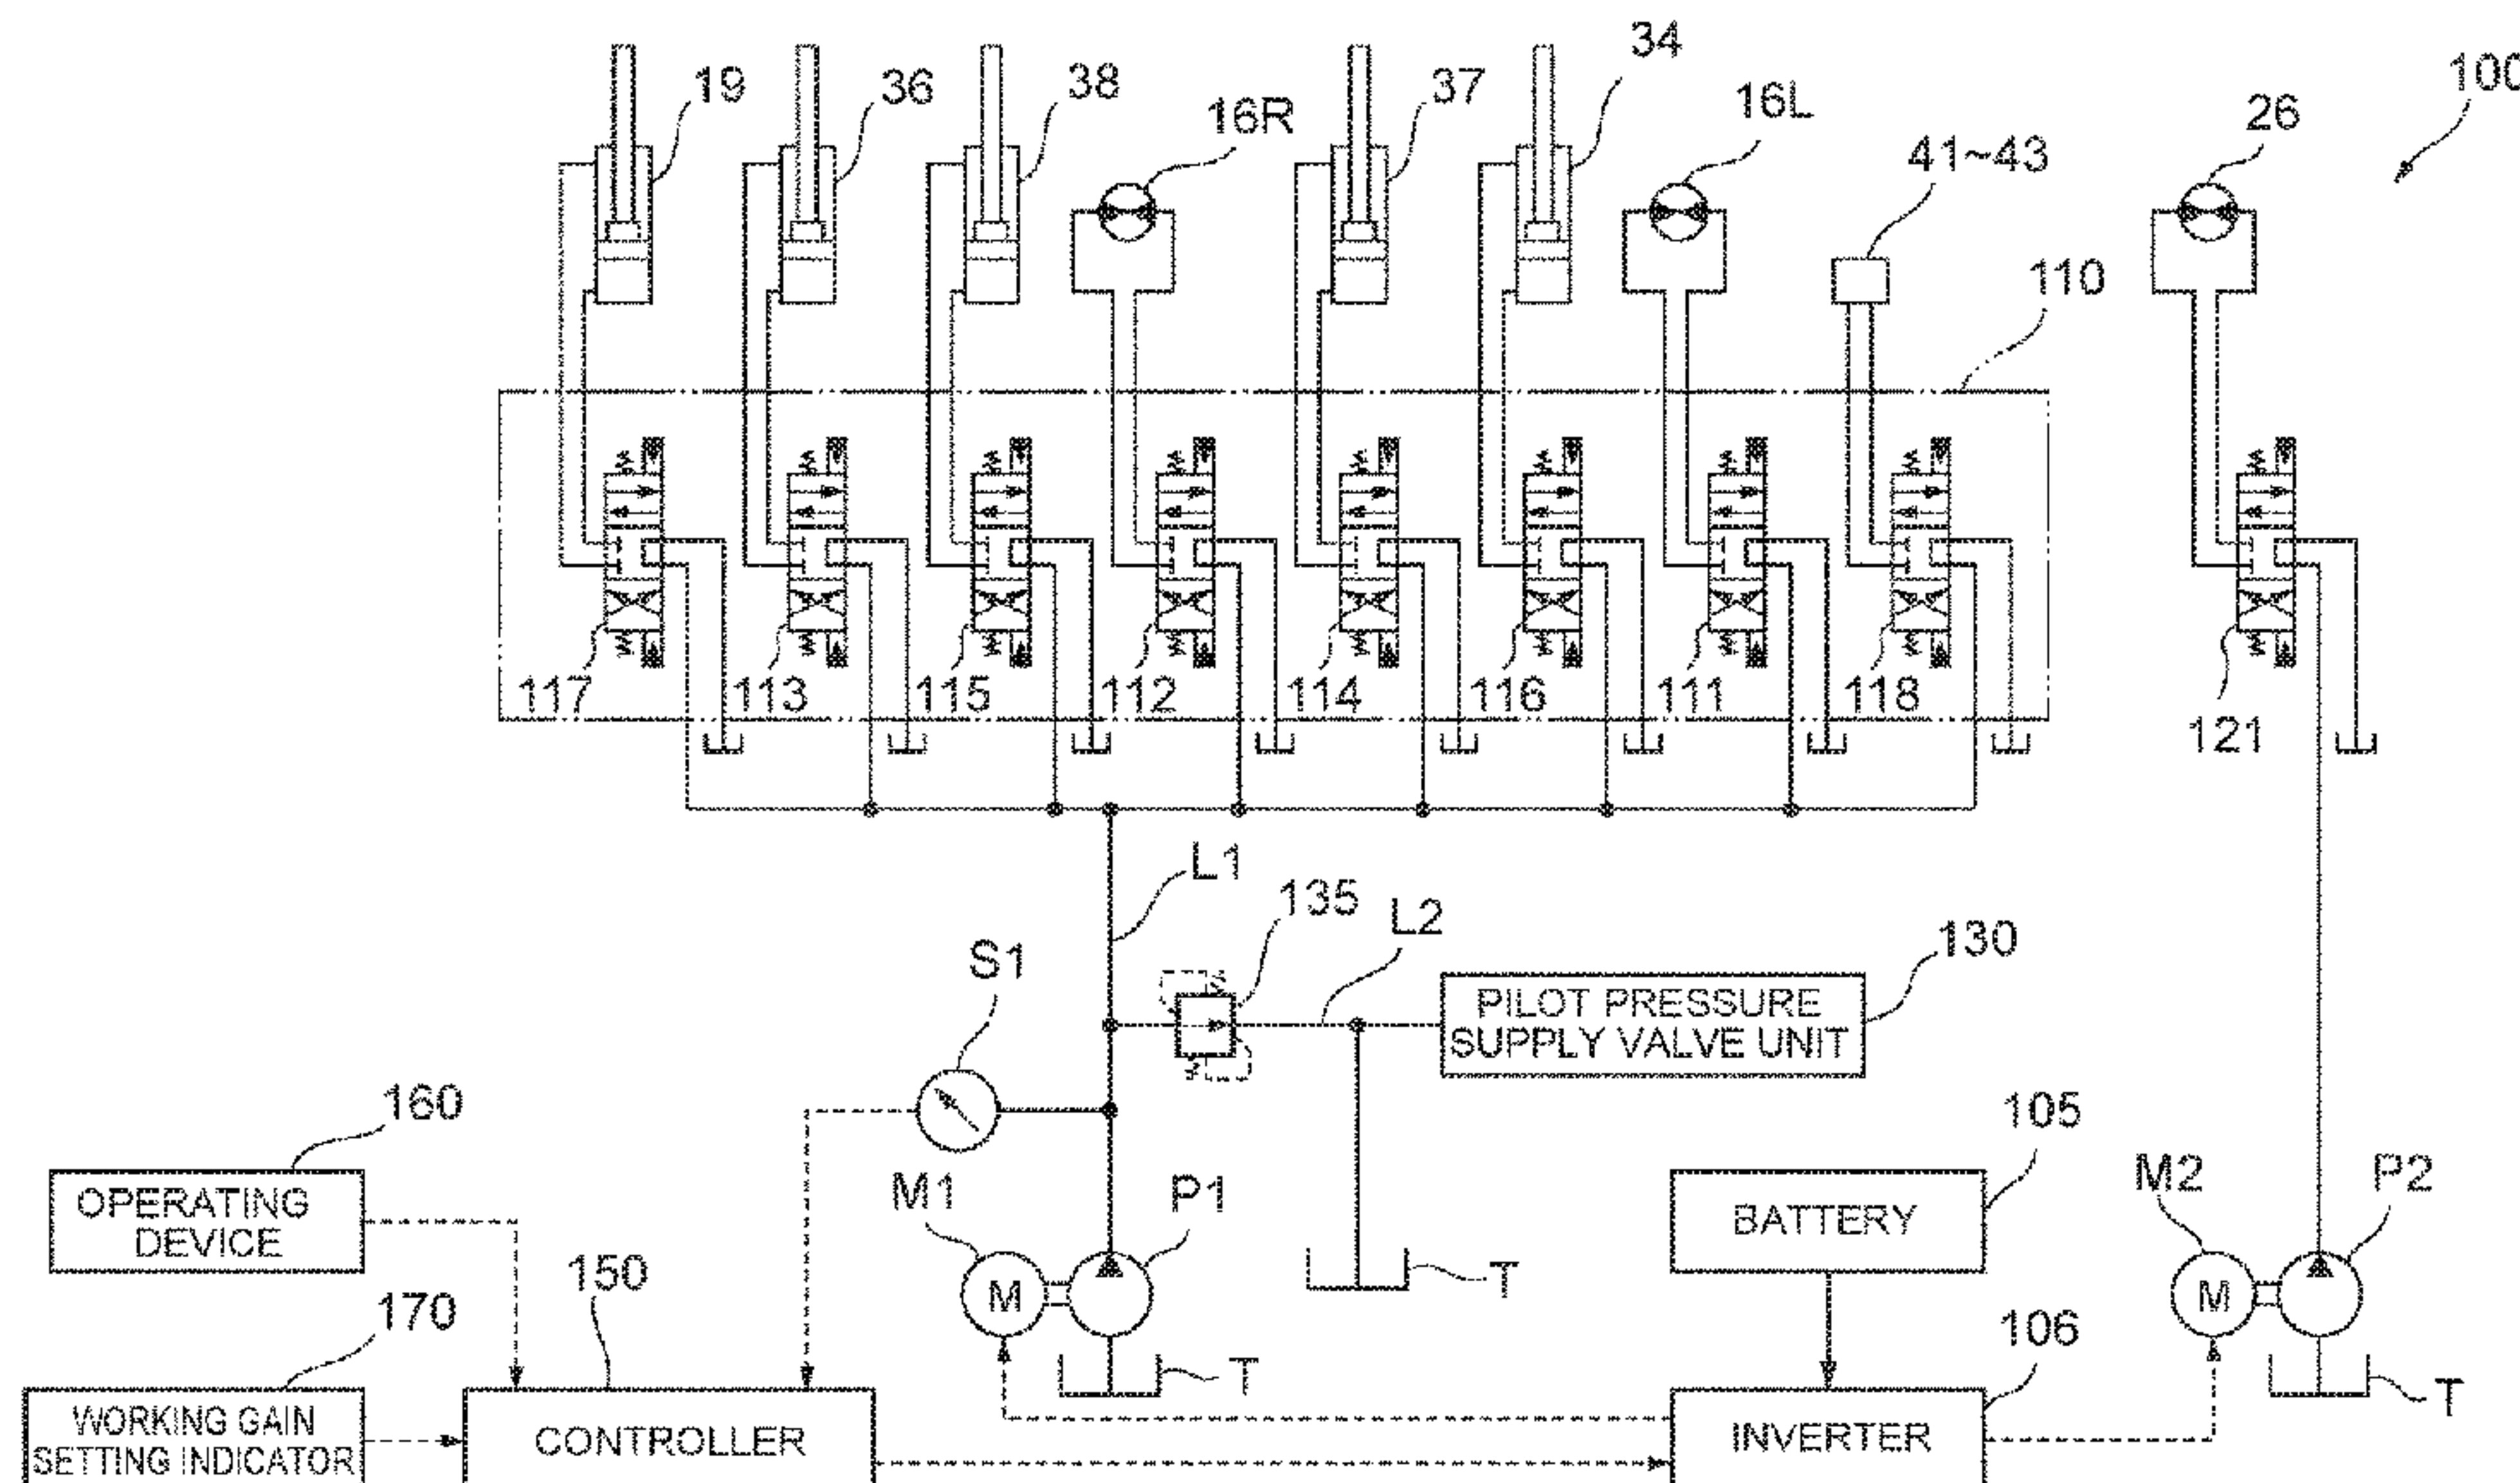 19
36
38
16R
37
34
16L
41~43
26
100
110
117
113
115
112
114
116
111
118
121
L1
135
L2
130
S1
PILOT PRESSURE
SUPPLY VALVE UNIT
160
OPERATING
DEVICE
M1
P1
105
BATTERY
M2
P2
M
M
T
170
150
106
T
T
WORKING GAIN
SETTING INDICATOR
CONTROLLER
INVERTER